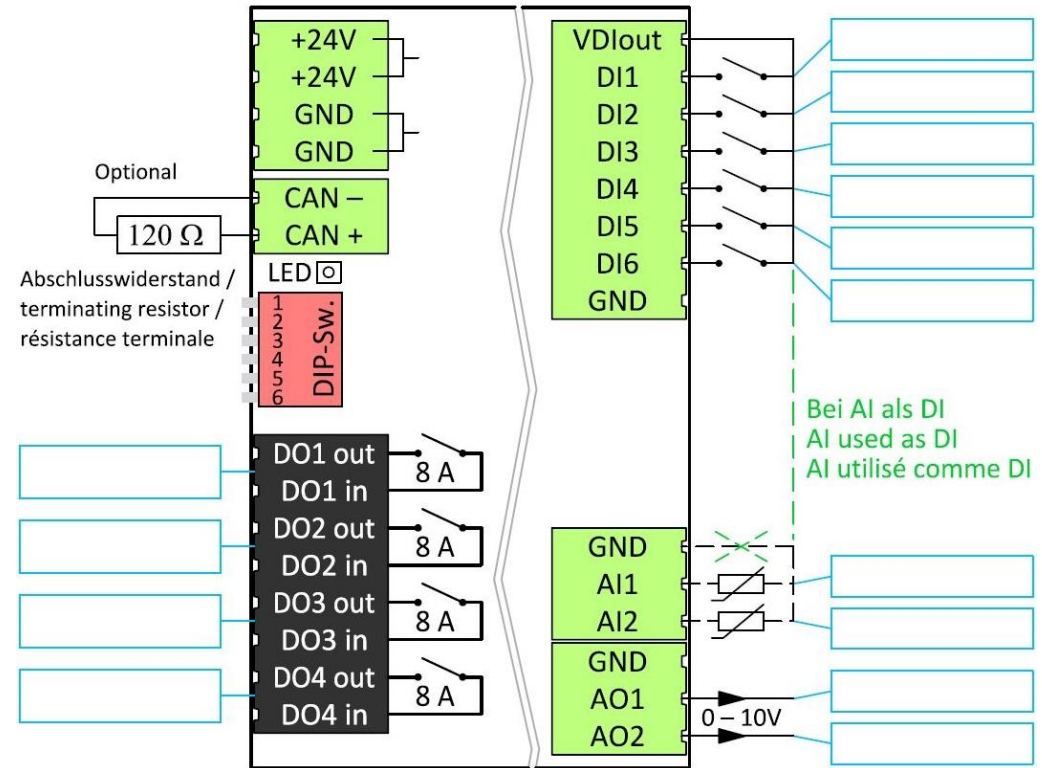 +24V
+24V
GND
GND
Optional
CAN –
CAN +
120 Ω
Abschlusswiderstand /
terminating resistor /
résistance terminale
LED
1
2
3
4
5
6
DIP-Sw.
DO1 out
DO1 in
8 A
DO2 out
DO2 in
8 A
DO3 out
DO3 in
8 A
DO4 out
DO4 in
8 A
VDIout
DI1
DI2
DI3
DI4
DI5
DI6
GND
Bei AI als DI
AI used as DI
AI utilisé comme DI
GND
AI1
AI2
GND
AO1
AO2
0 – 10V